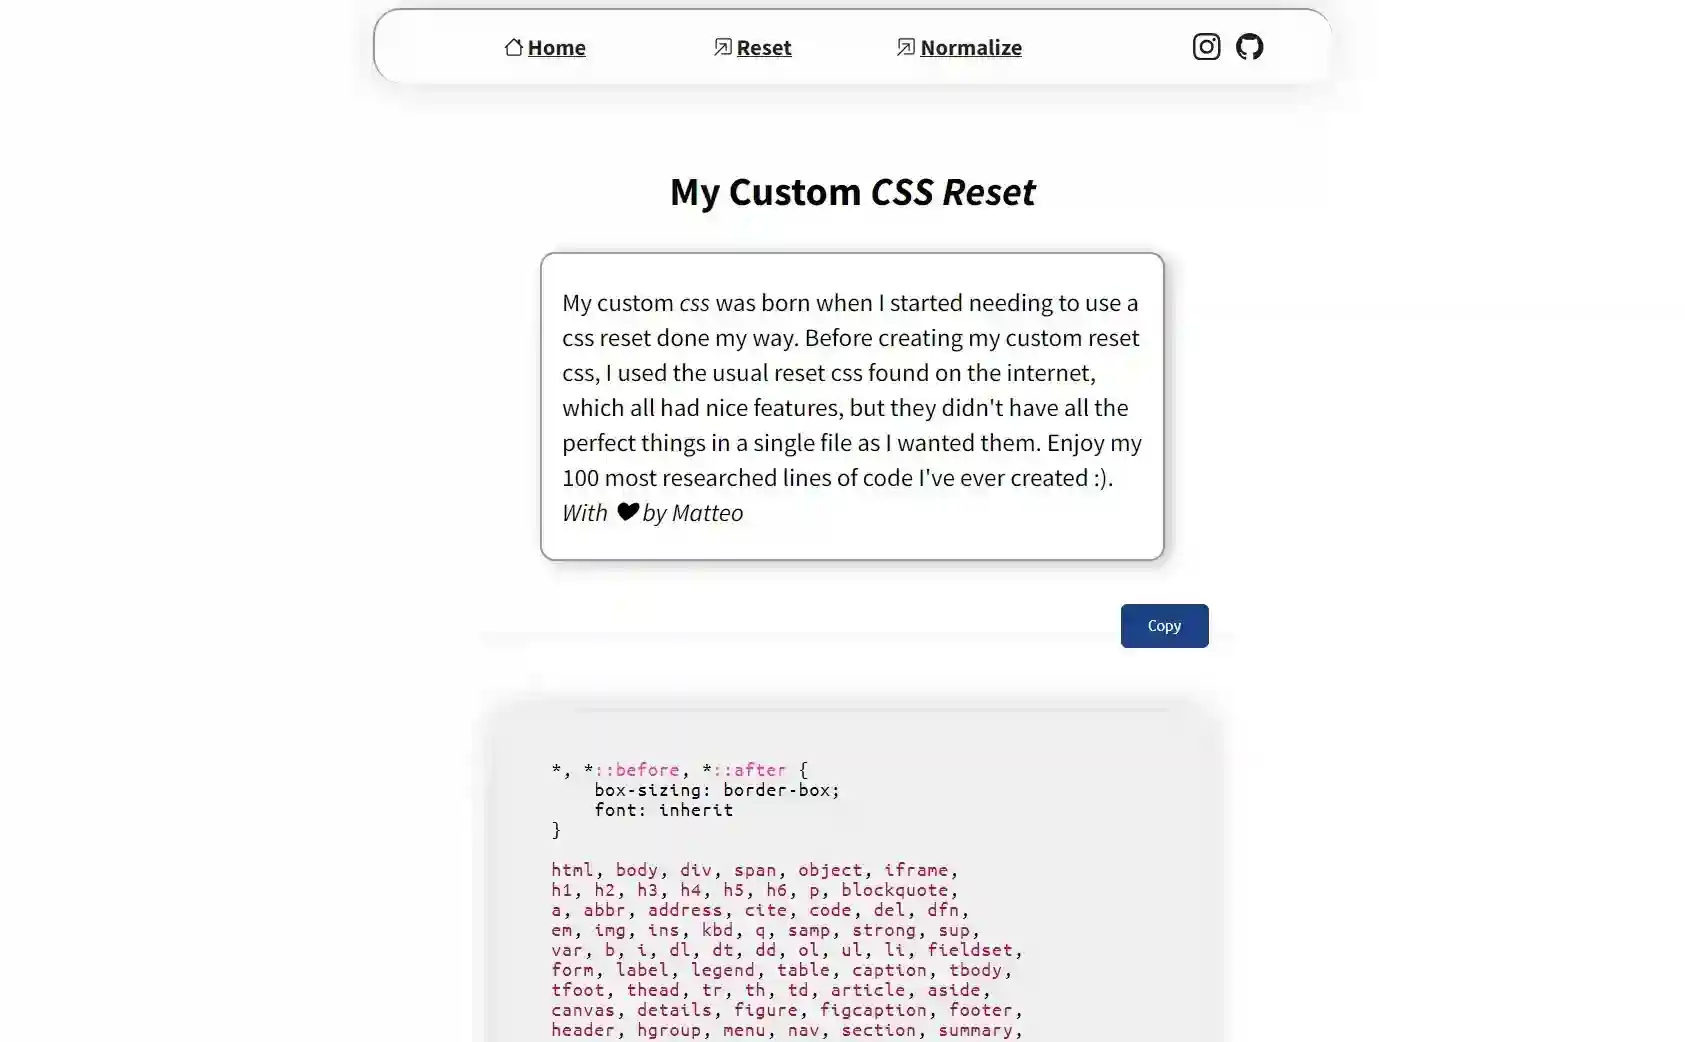 Home Reset Normalize
My Custom CSS Reset
My custom css was born when I started needing to use a
css reset done my way. Before creating my custom reset
css, I used the usual reset css found on the internet,
which all had nice features, but they didn't have all the
perfect things in a single file as I wanted them. Enjoy my
100 most researched lines of code I've ever created :).
With 🖤 by Matteo
Copy
*, *::before, *::after {
    box-sizing: border-box;
    font: inherit
}
html, body, div, span, object, iframe,
h1, h2, h3, h4, h5, h6, p, blockquote,
a, abbr, address, cite, code, del, dfn,
em, img, ins, kbd, q, samp, strong, sup,
var, b, i, dl, dt, dd, ol, ul, li, fieldset,
form, label, legend, table, caption, tbody,
tfoot, thead, tr, th, td, article, aside,
canvas, details, figure, figcaption, footer,
header, hgroup, menu, nav, section, summary,